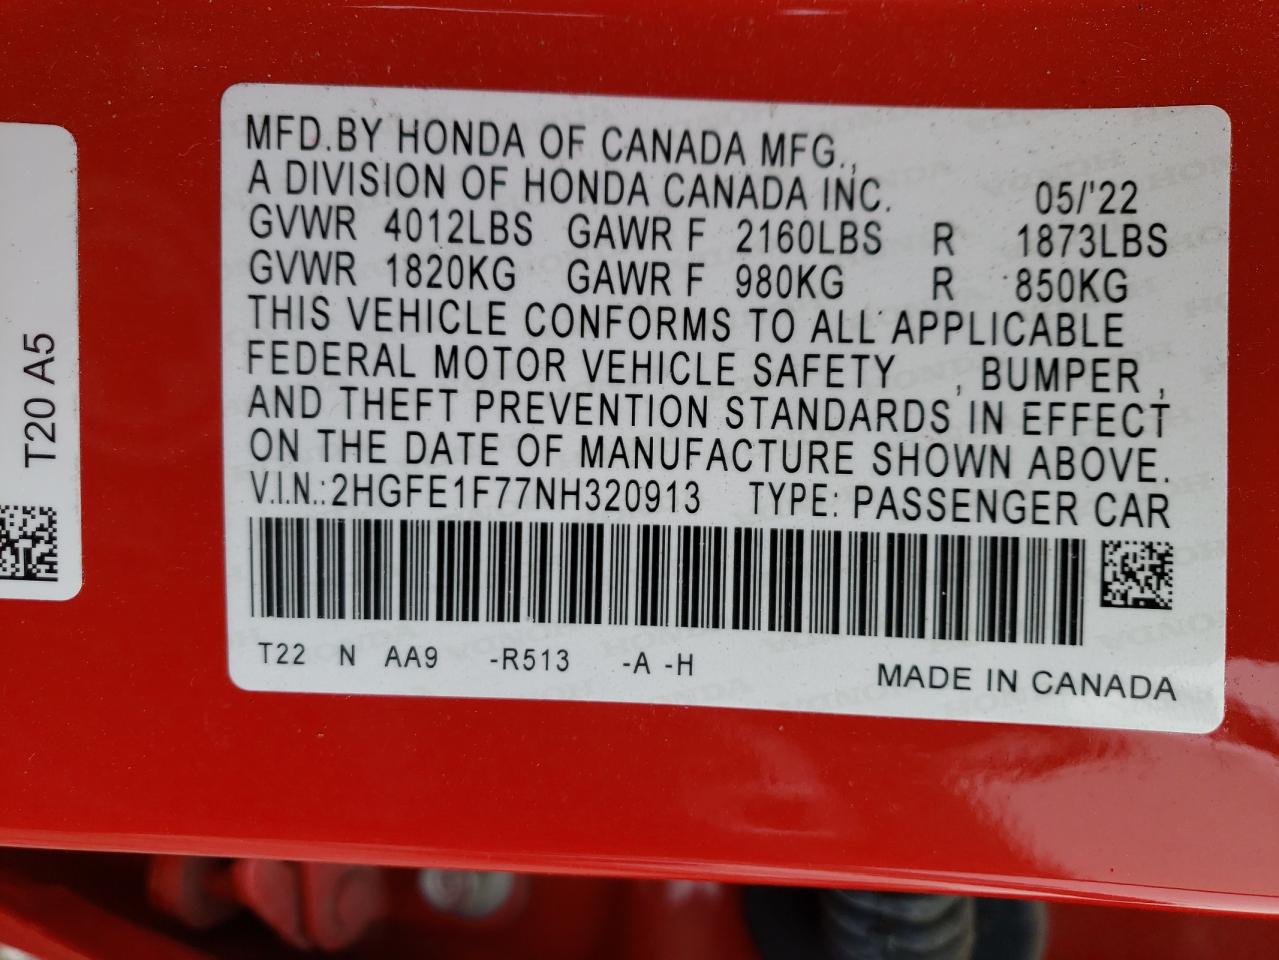 MFD.BY HONDA OF CANADA MFG.,
A DIVISION OF HONDA CANADA INC. 05/'22
GVWR 4012LBS GAWR F 2160LBS R 1873LBS
GVWR 1820KG GAWR F 980KG R 850KG
THIS VEHICLE CONFORMS TO ALL APPLICABLE
FEDERAL MOTOR VEHICLE SAFETY , BUMPER ,
AND THEFT PREVENTION STANDARDS IN EFFECT
ON THE DATE OF MANUFACTURE SHOWN ABOVE.
V.I.N.:2HGFE1F77NH320913 TYPE: PASSENGER CAR
T22 N AA9 -R513 -A -H
MADE IN CANADA
T20 A5